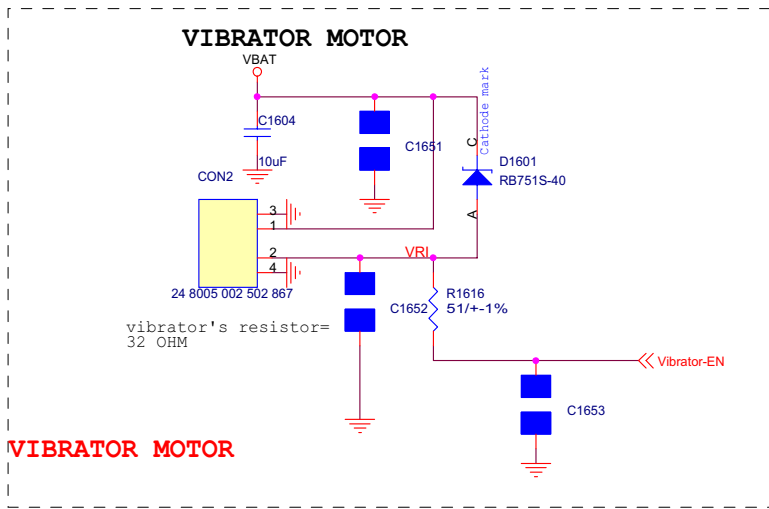 VIBRATOR MOTOR
VBAT
Cathode mark
C1604
10uF
C1651
C
D1601
RB751S-40
A
CON2
3
1
2
4
VRI
24 8005 002 502 867
C1652
R1616
51/+-1%
vibrator's resistor=
32 OHM
Vibrator-EN
C1653
VIBRATOR MOTOR